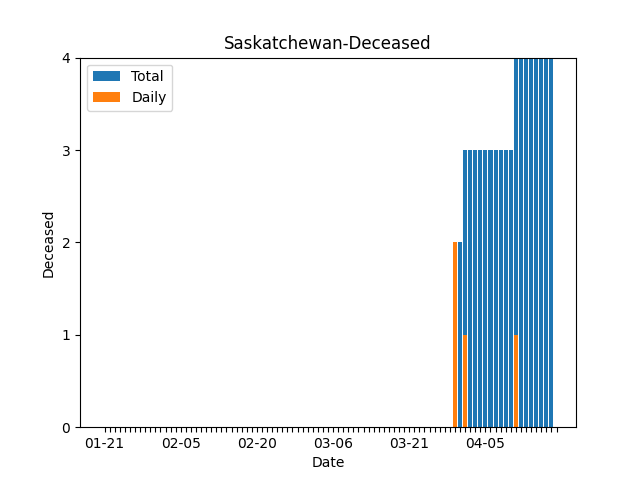 Saskatchewan-Deceased
Total
Daily
Deceased
4
3
2
1
0
01-21 02-05 02-20 03-06 03-21 04-05
Date